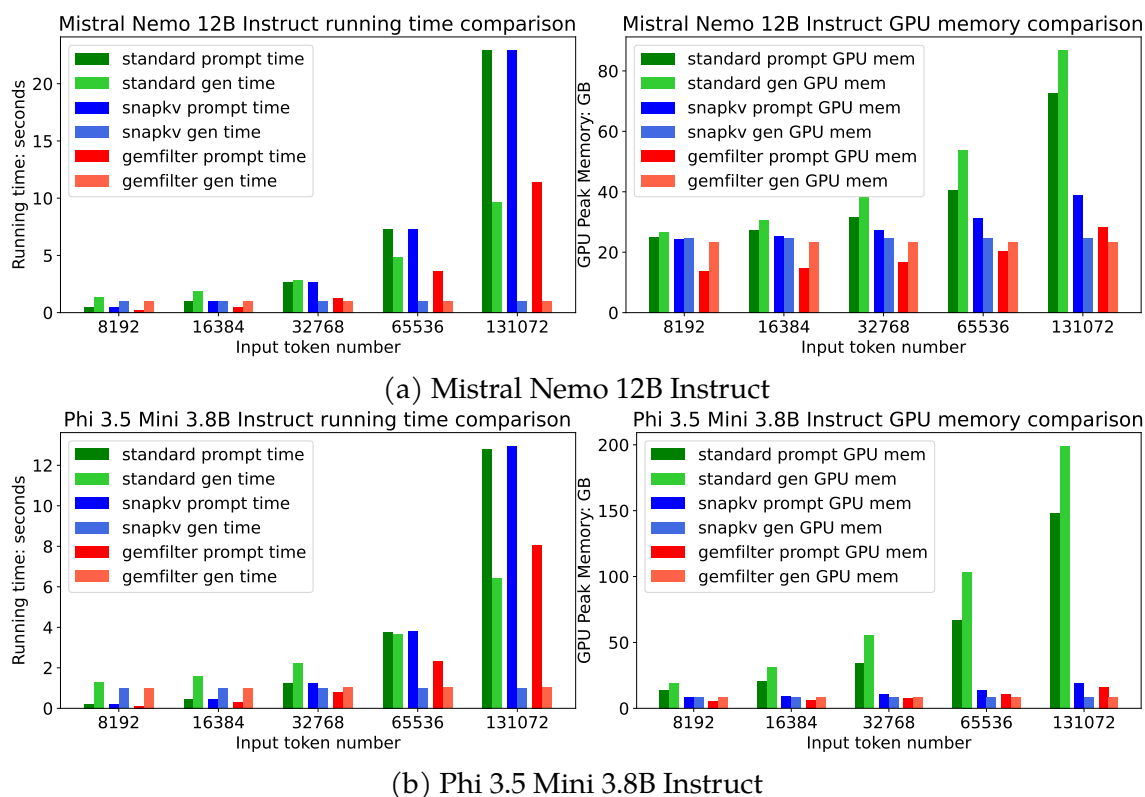 Mistral Nemo 12B Instruct running time comparison
Running time: seconds
20
15
10
5
0
standard prompt time
standard gen time
snapkv prompt time
snapkv gen time
gemfilter prompt time
gemfilter gen time
8192 16384 32768 65536 131072
Input token number
Mistral Nemo 12B Instruct GPU memory comparison
GPU Peak Memory: GB
80
60
40
20
0
standard prompt GPU mem
standard gen GPU mem
snapkv prompt GPU mem
snapkv gen GPU mem
gemfilter prompt GPU mem
gemfilter gen GPU mem
8192 16384 32768 65536 131072
Input token number
(a) Mistral Nemo 12B Instruct
Phi 3.5 Mini 3.8B Instruct running time comparison
Running time: seconds
12
10
8
6
4
2
0
standard prompt time
standard gen time
snapkv prompt time
snapkv gen time
gemfilter prompt time
gemfilter gen time
8192 16384 32768 65536 131072
Input token number
Phi 3.5 Mini 3.8B Instruct GPU memory comparison
GPU Peak Memory: GB
200
150
100
50
0
standard prompt GPU mem
standard gen GPU mem
snapkv prompt GPU mem
snapkv gen GPU mem
gemfilter prompt GPU mem
gemfilter gen GPU mem
8192 16384 32768 65536 131072
Input token number
(b) Phi 3.5 Mini 3.8B Instruct